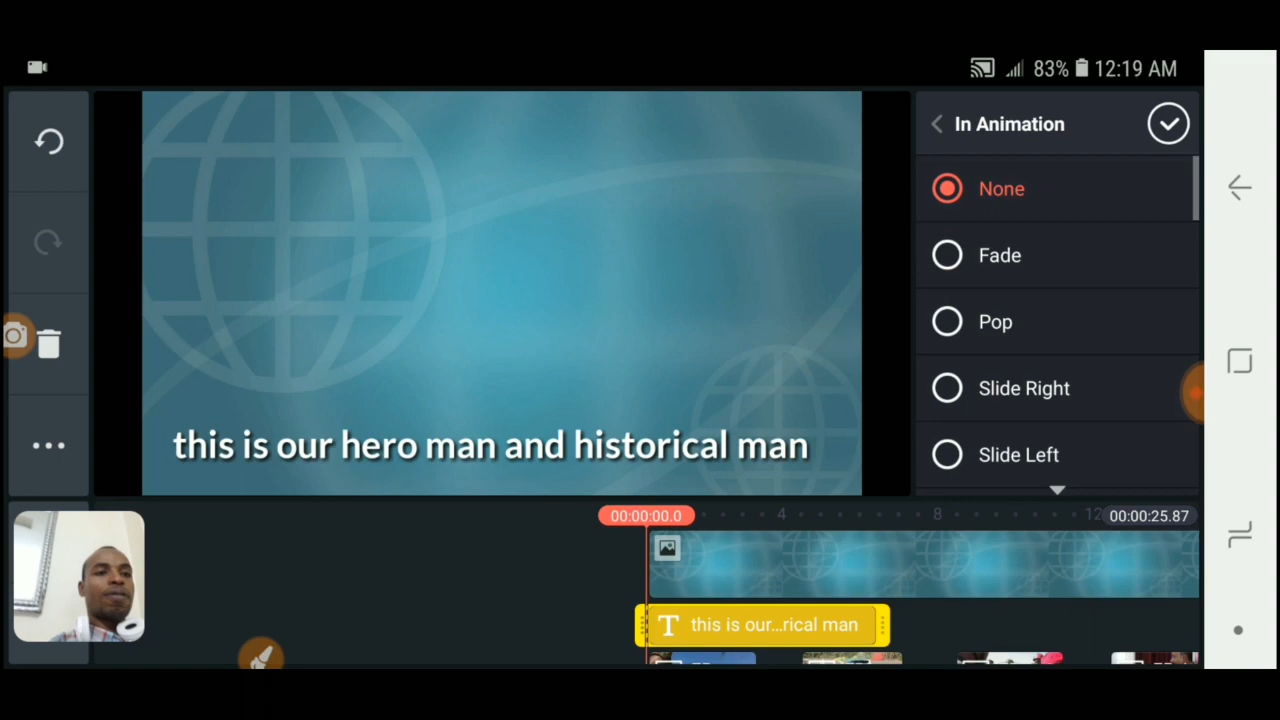 83% 12:19 AM
In Animation
None
Fade
Pop
Slide Right
Slide Left
this is our hero man and historical man
00:00:00.0 4 8 12 00:00:25.87
T this is our...rical man